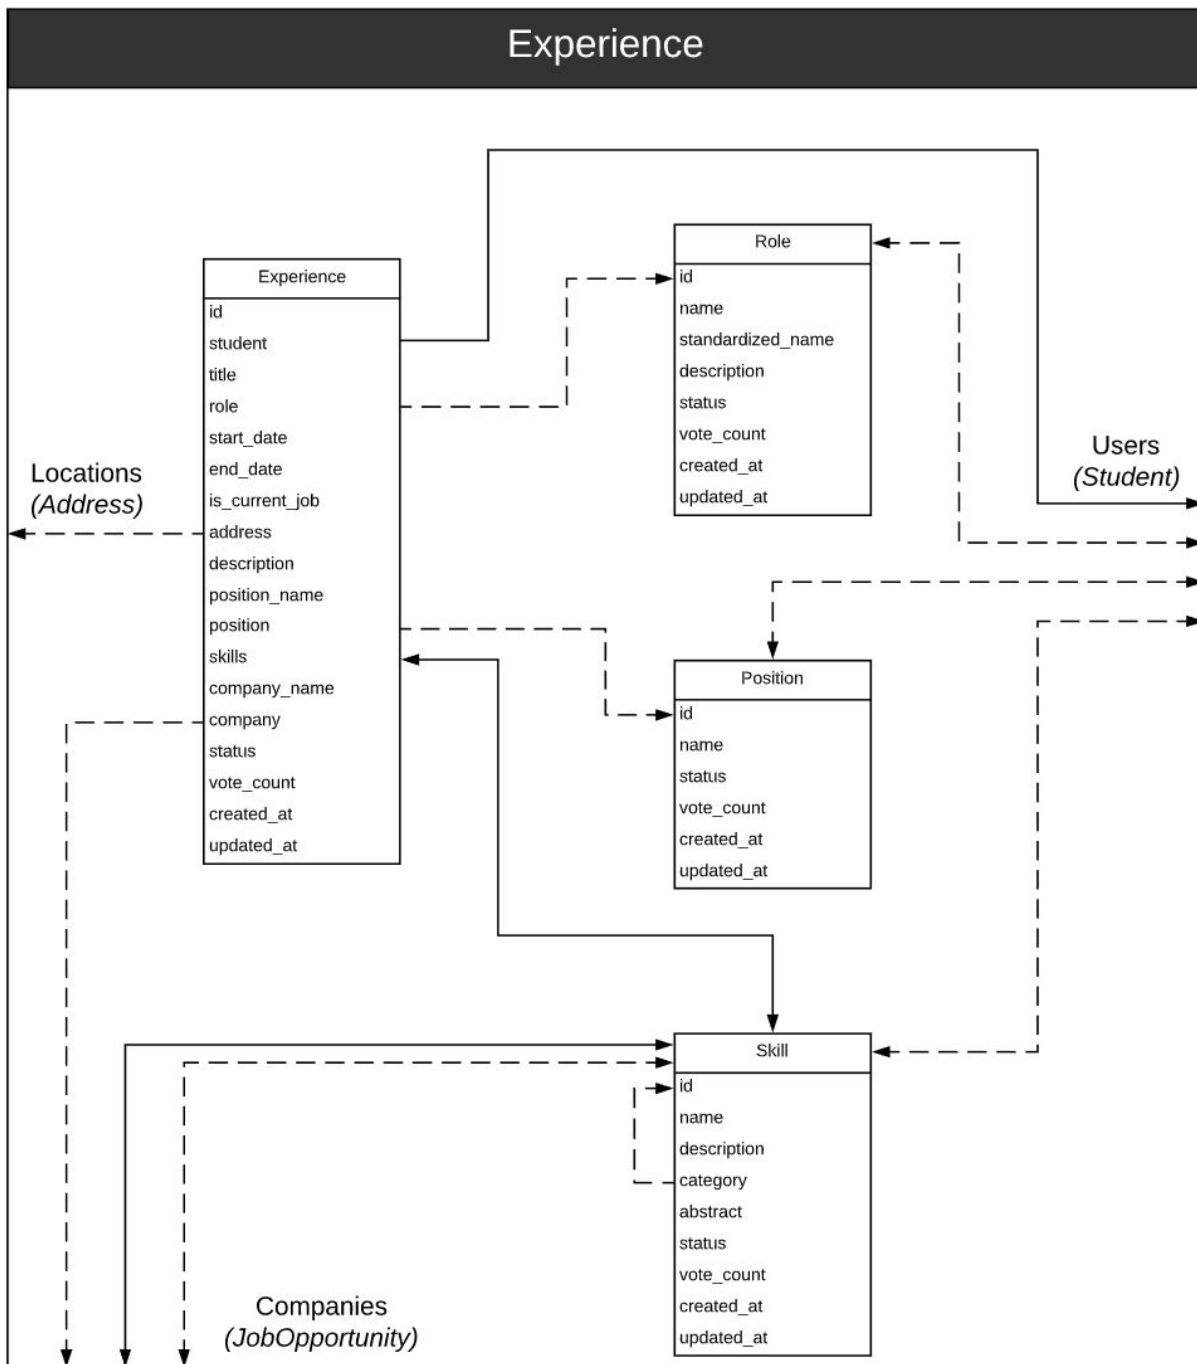 Experience
Experience
id
student
title
role
start_date
end_date
is_current_job
address
description
position_name
position
skills
company_name
company
status
vote_count
created_at
updated_at
Locations
(Address)
Role
id
name
standardized_name
description
status
vote_count
created_at
updated_at
Users
(Student)
Position
id
name
status
vote_count
created_at
updated_at
Skill
id
name
description
category
abstract
status
vote_count
created_at
updated_at
Companies
(JobOpportunity)